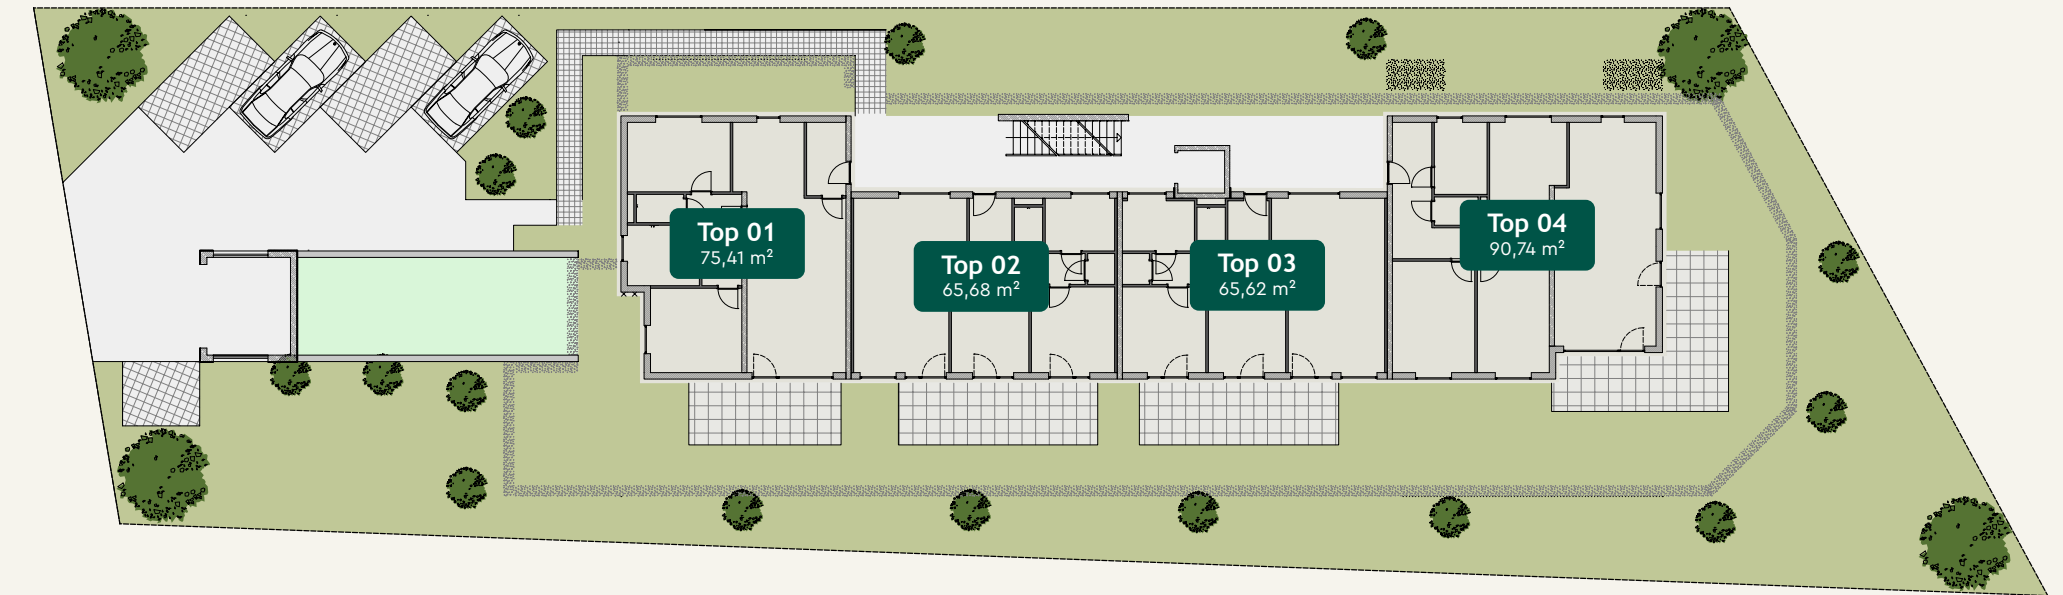 Top 01
75,41 m²
Top 02
65,68 m²
Top 03
65,62 m²
Top 04
90,74 m²